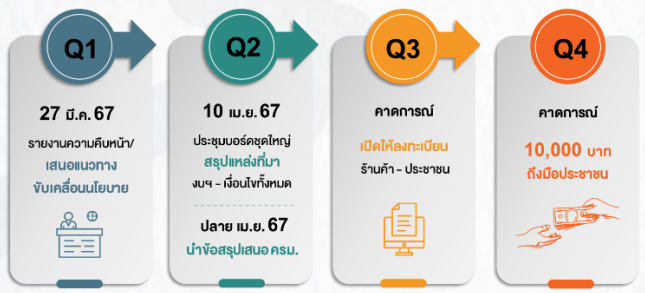 Q1
27 มี.ค. 67
รายงานความคืบหน้า/
เสนอแนวทาง
ขับเคลื่อนนโยบาย
Q2
10 เม.ย. 67
ประชุมบอร์ดชุดใหญ่
สรุปแหล่งที่มา
งบฯ - เงื่อนไขทั้งหมด
ปลาย เม.ย. 67
นำข้อสรุปเสนอ ครม.
Q3
คาดการณ์
เปิดให้ลงทะเบียน
ร้านค้า - ประชาชน
Q4
คาดการณ์
10,000 บาท
ถึงมือประชาชน